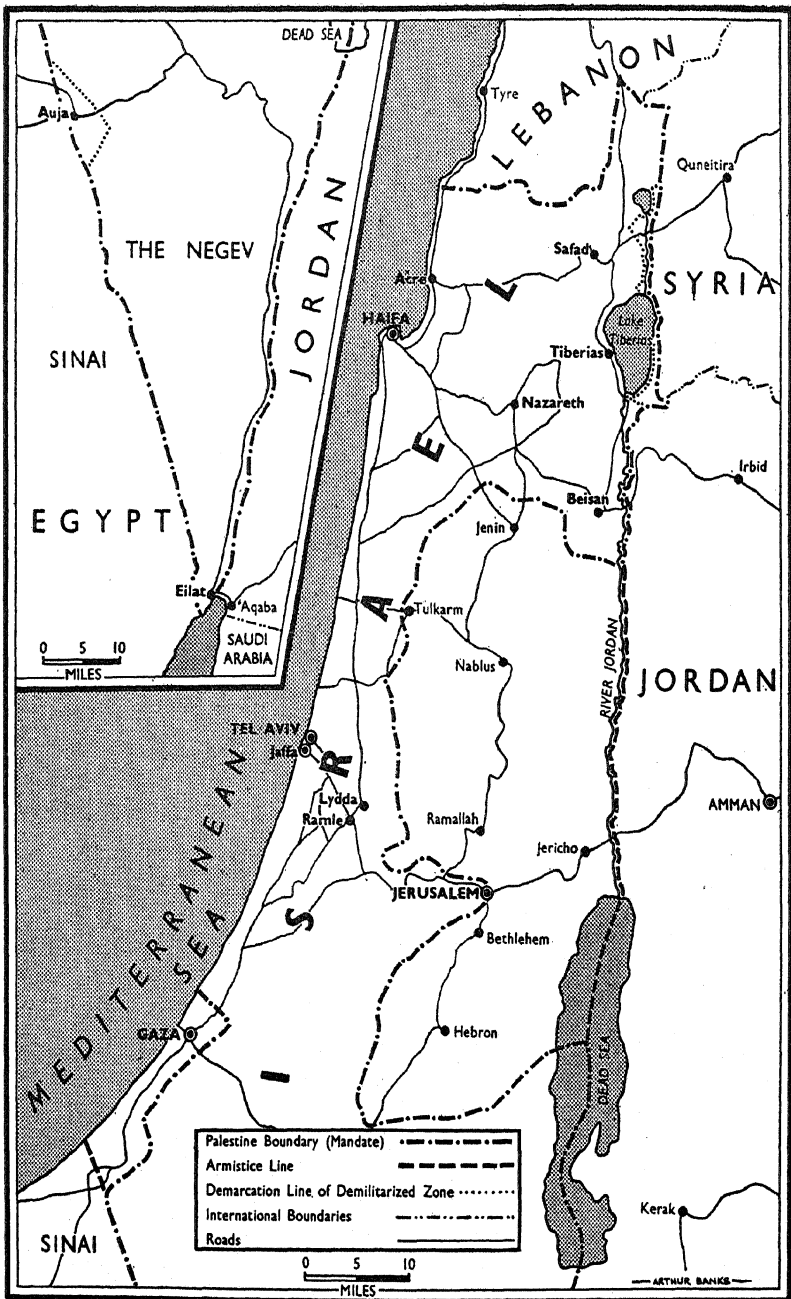 DEAD SEA
Auja
THE NEGEV
JORDAN
SINAI
EGYPT
Eilat
'Aqaba
SAUDI
ARABIA
0 5 10
MILES
LEBANON
Tyre
Quneitira
Safad
SYRIA
Acre
HAIFA
Lake
Tiberias
Tiberias
Nazareth
Irbid
Beisan
Jenin
Tulkarm
Nablus
RIVER JORDAN
JORDAN
ISRAEL
TEL AVIV
Jaffa
Lydda
Ramle
Ramallah
AMMAN
Jericho
JERUSALEM
Bethlehem
MEDITERRANEAN
SEA
GAZA
Hebron
DEAD SEA
Palestine Boundary (Mandate)
Armistice Line
Demarcation Line of Demilitarized Zone
International Boundaries
Roads
Kerak
SINAI
0 5 10
MILES
ARTHUR BANKS